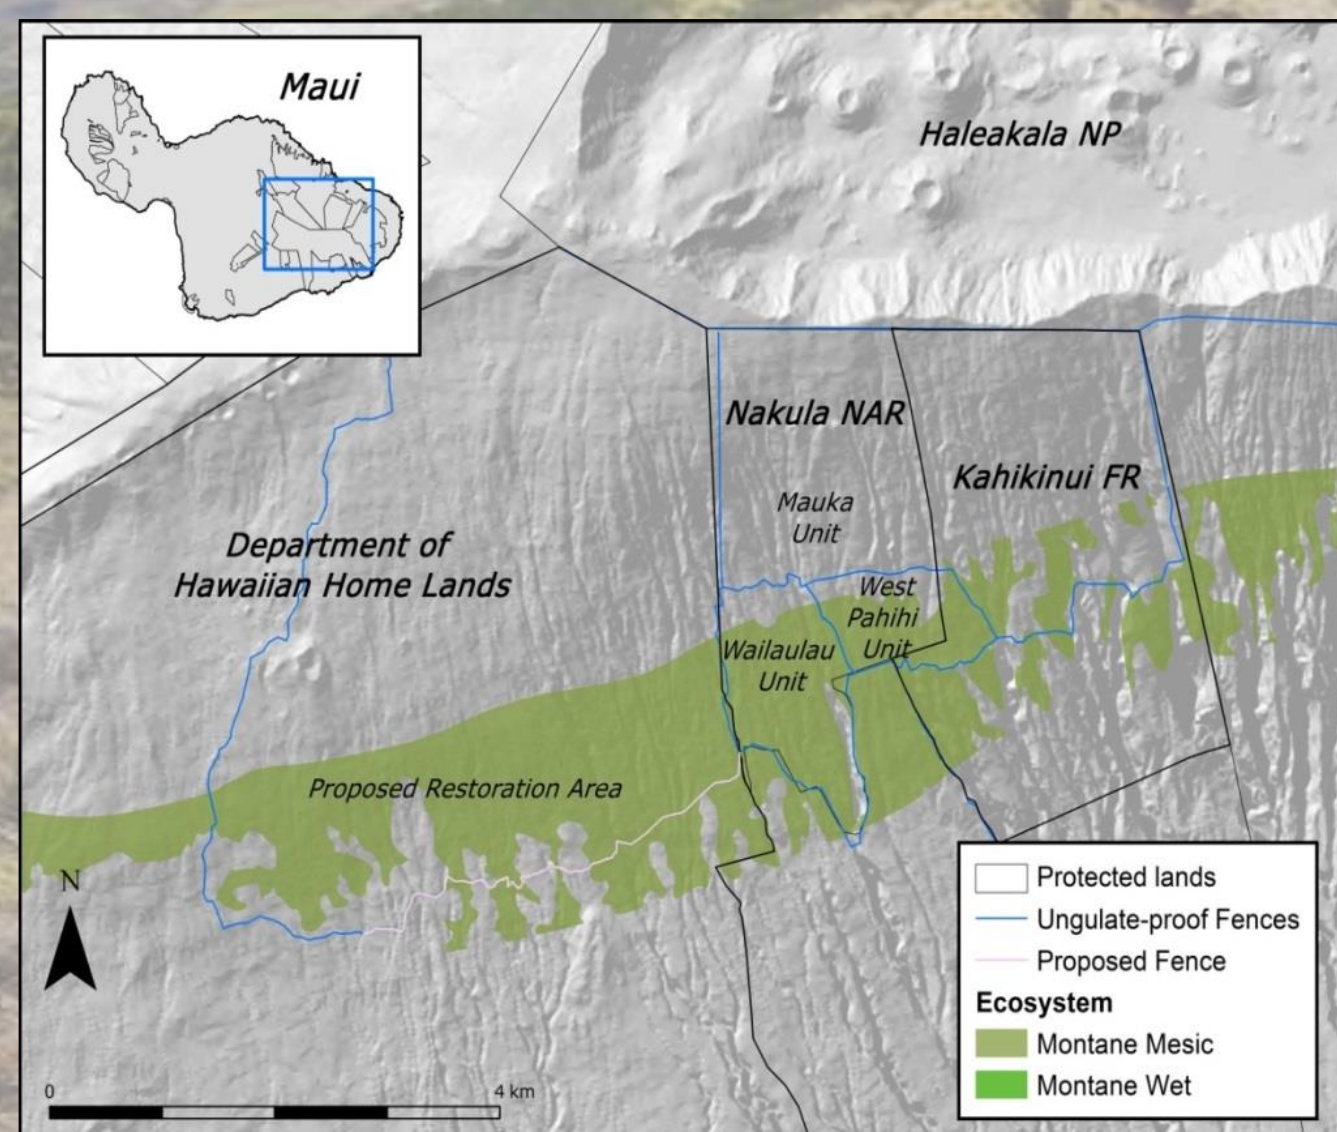 Maui
Haleakala NP
Nakula NAR
Kahikinui FR
Mauka
Unit
Department of
Hawaiian Home Lands
West
Pahihi
Unit
Wailaulau
Unit
Proposed Restoration Area
N
0 4 km
Protected lands
Ungulate-proof Fences
Proposed Fence
Ecosystem
Montane Mesic
Montane Wet